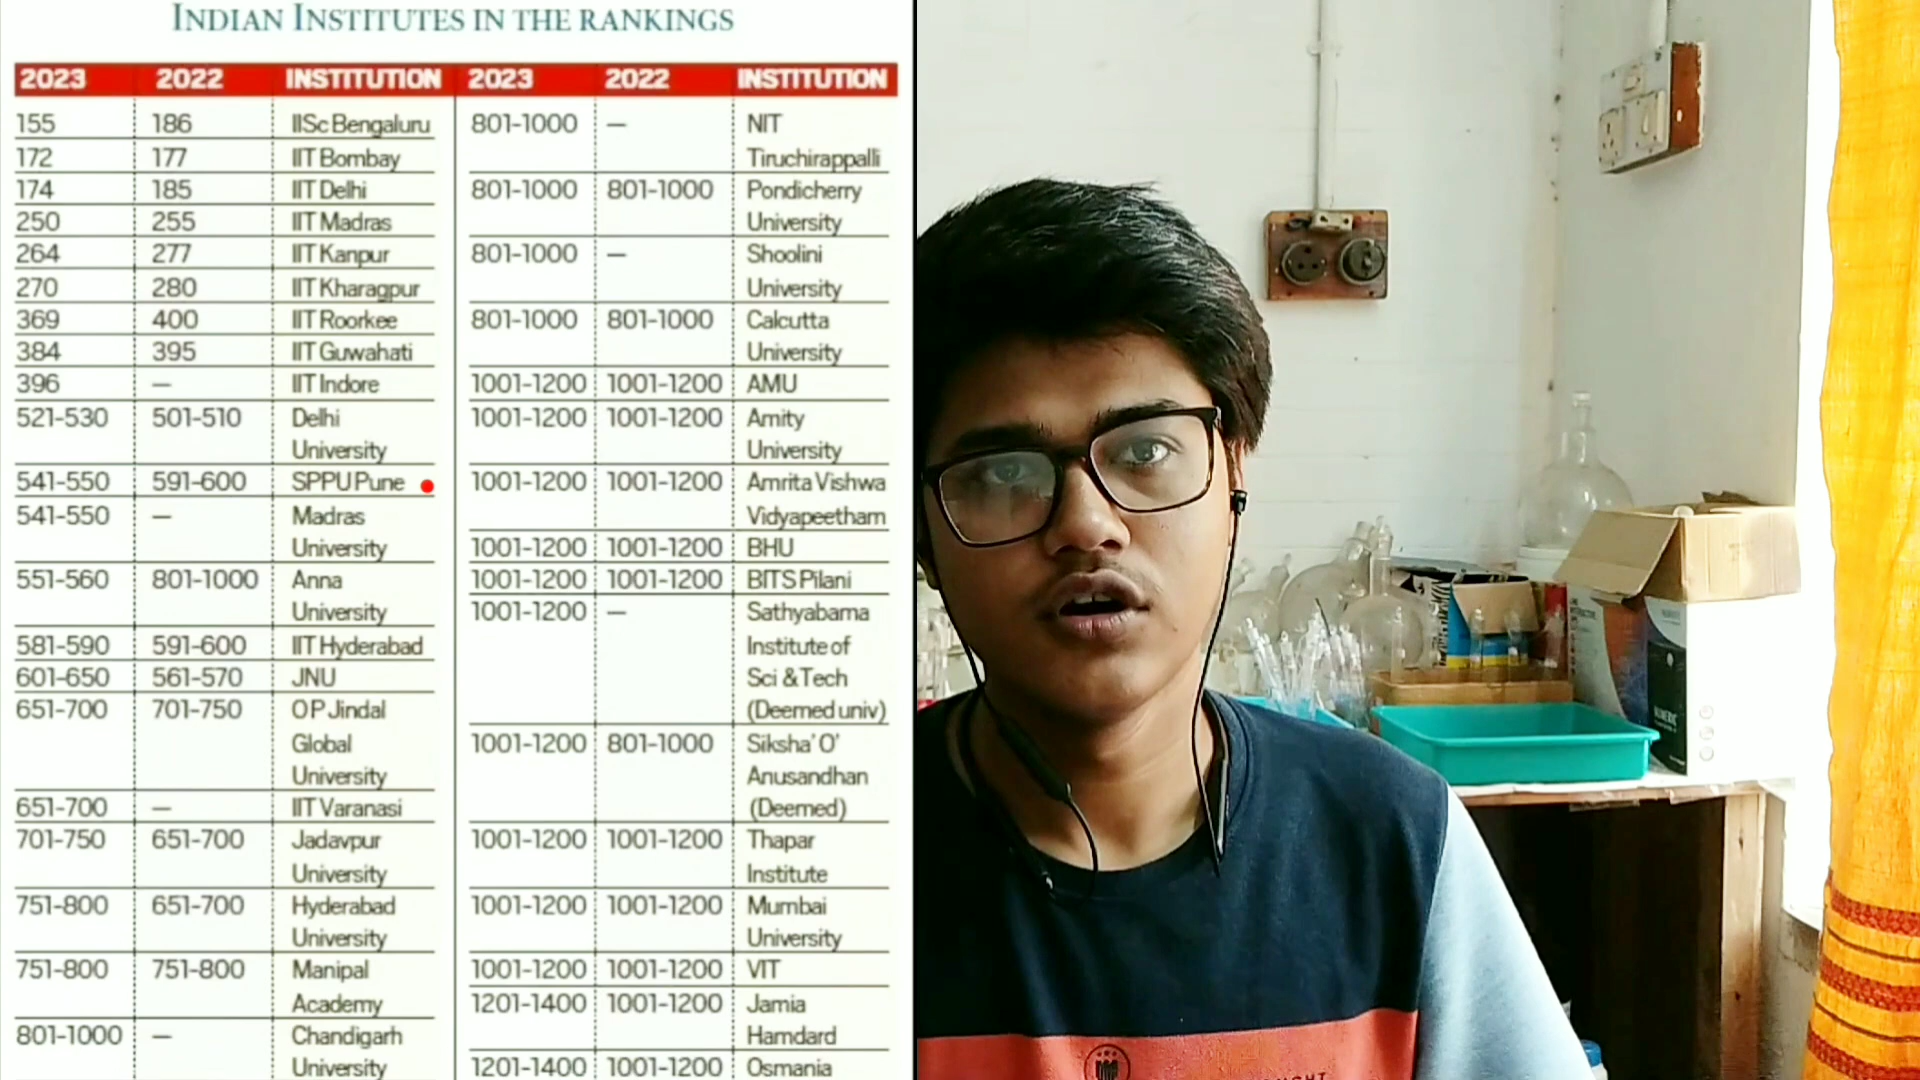 INDIAN INSTITUTES IN THE RANKINGS
2023 2022 INSTITUTION 2023 2022 INSTITUTION
155 186 IISc Bengaluru
172 177 IIT Bombay
174 185 IIT Delhi
250 255 IIT Madras
264 277 IIT Kanpur
270 280 IIT Kharagpur
369 400 IIT Roorkee
384 395 IIT Guwahati
396 — IIT Indore
521-530 501-510 Delhi
University
541-550 591-600 SPPU Pune
541-550 — Madras
University
551-560 801-1000 Anna
University
581-590 591-600 IIT Hyderabad
601-650 561-570 JNU
651-700 701-750 O P Jindal
Global
University
651-700 — IIT Varanasi
701-750 651-700 Jadavpur
University
751-800 651-700 Hyderabad
University
751-800 751-800 Manipal
Academy
801-1000 — Chandigarh
University
801-1000 — NIT
Tiruchirappalli
801-1000 801-1000 Pondicherry
University
801-1000 — Shoolini
University
801-1000 801-1000 Calcutta
University
1001-1200 1001-1200 AMU
1001-1200 1001-1200 Amity
University
1001-1200 1001-1200 Amrita Vishwa
Vidyapeetham
1001-1200 1001-1200 BHU
1001-1200 1001-1200 BITS Pilani
1001-1200 — Sathyabama
Institute of
Sci & Tech
(Deemed univ)
1001-1200 801-1000 Siksha 'O'
Anusandhan
(Deemed)
1001-1200 1001-1200 Thapar
Institute
1001-1200 1001-1200 Mumbai
University
1001-1200 1001-1200 VIT
1201-1400 1001-1200 Jamia
Hamdard
1201-1400 1001-1200 Osmania